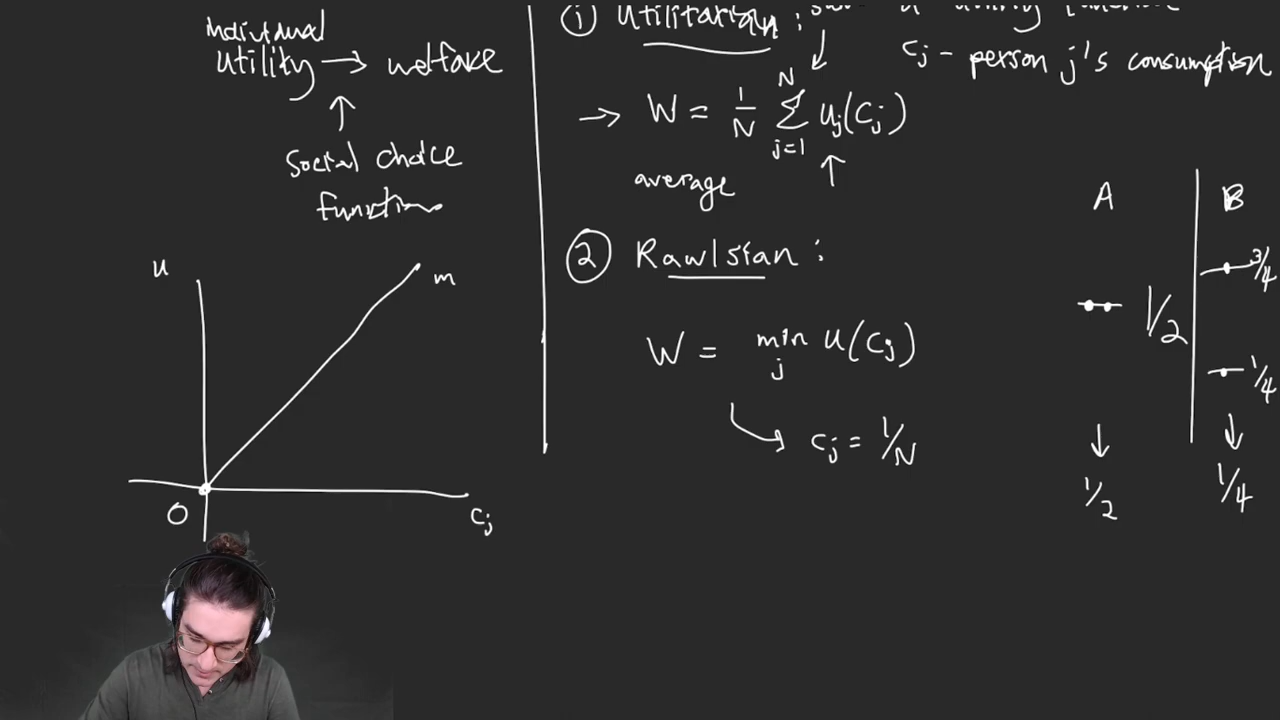 individual
utility → welfare
↑
social choice
function
u
m
0
cj
① Utilitarian :
cj – person j's consumption
→ W = 1/N N Σ j=1 uj(cj)
average
② Rawlsian :
W = min j u(cj)
cj = 1/N
A
B
3/4
1/2
1/4
1/2
1/4